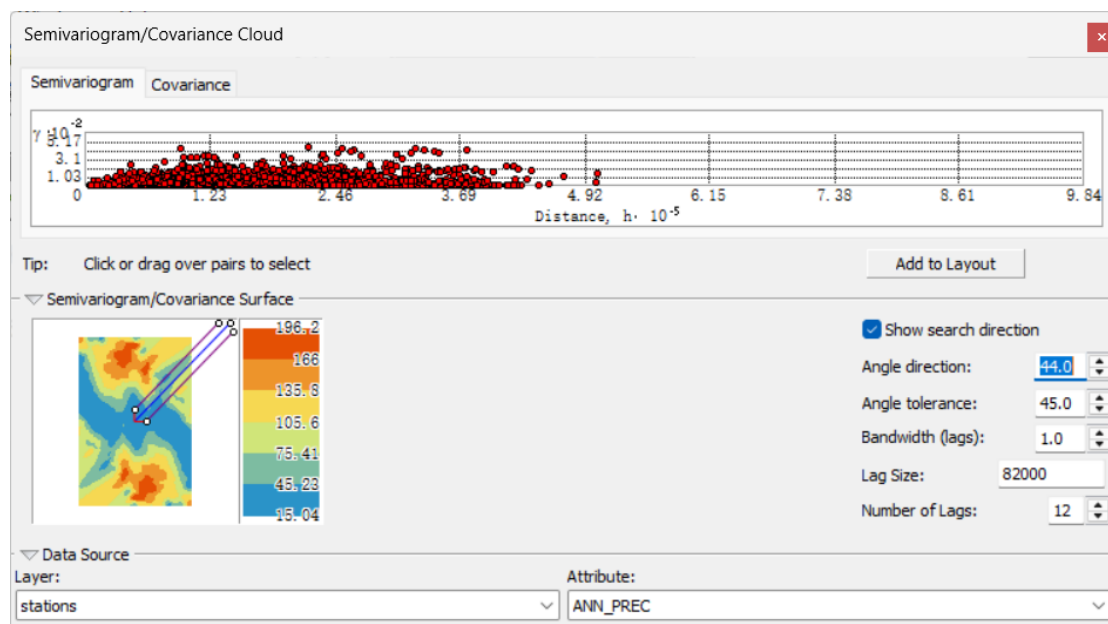 Semivariogram/Covariance Cloud
Semivariogram Covariance
γ ·10⁻²
5.17
3.1
1.03
0 1.23 2.46 3.69 4.92 6.15 7.38 8.61 9.84
Distance, h· 10⁻⁵
Tip: Click or drag over pairs to select
Add to Layout
Semivariogram/Covariance Surface
196.2
166
135.8
105.6
75.41
45.23
15.04
Show search direction
Angle direction: 44.0
Angle tolerance: 45.0
Bandwidth (lags): 1.0
Lag Size: 82000
Number of Lags: 12
Data Source
Layer: Attribute:
stations ANN_PREC